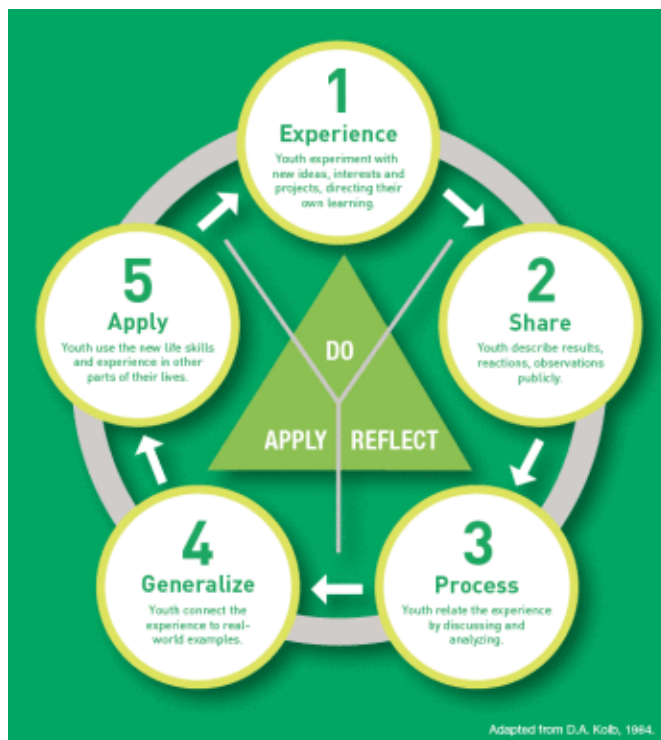 1
Experience
Youth experiment with
new ideas, interests and
projects, directing their
own learning.
2
Share
Youth describe results,
reactions, observations
publicly.
3
Process
Youth relate the experience
by discussing and
analyzing.
4
Generalize
Youth connect the
experience to real-
world examples.
5
Apply
Youth use the new life skills
and experience in other
parts of their lives.
DO
APPLY
REFLECT
Adapted from D.A. Kolb, 1984.